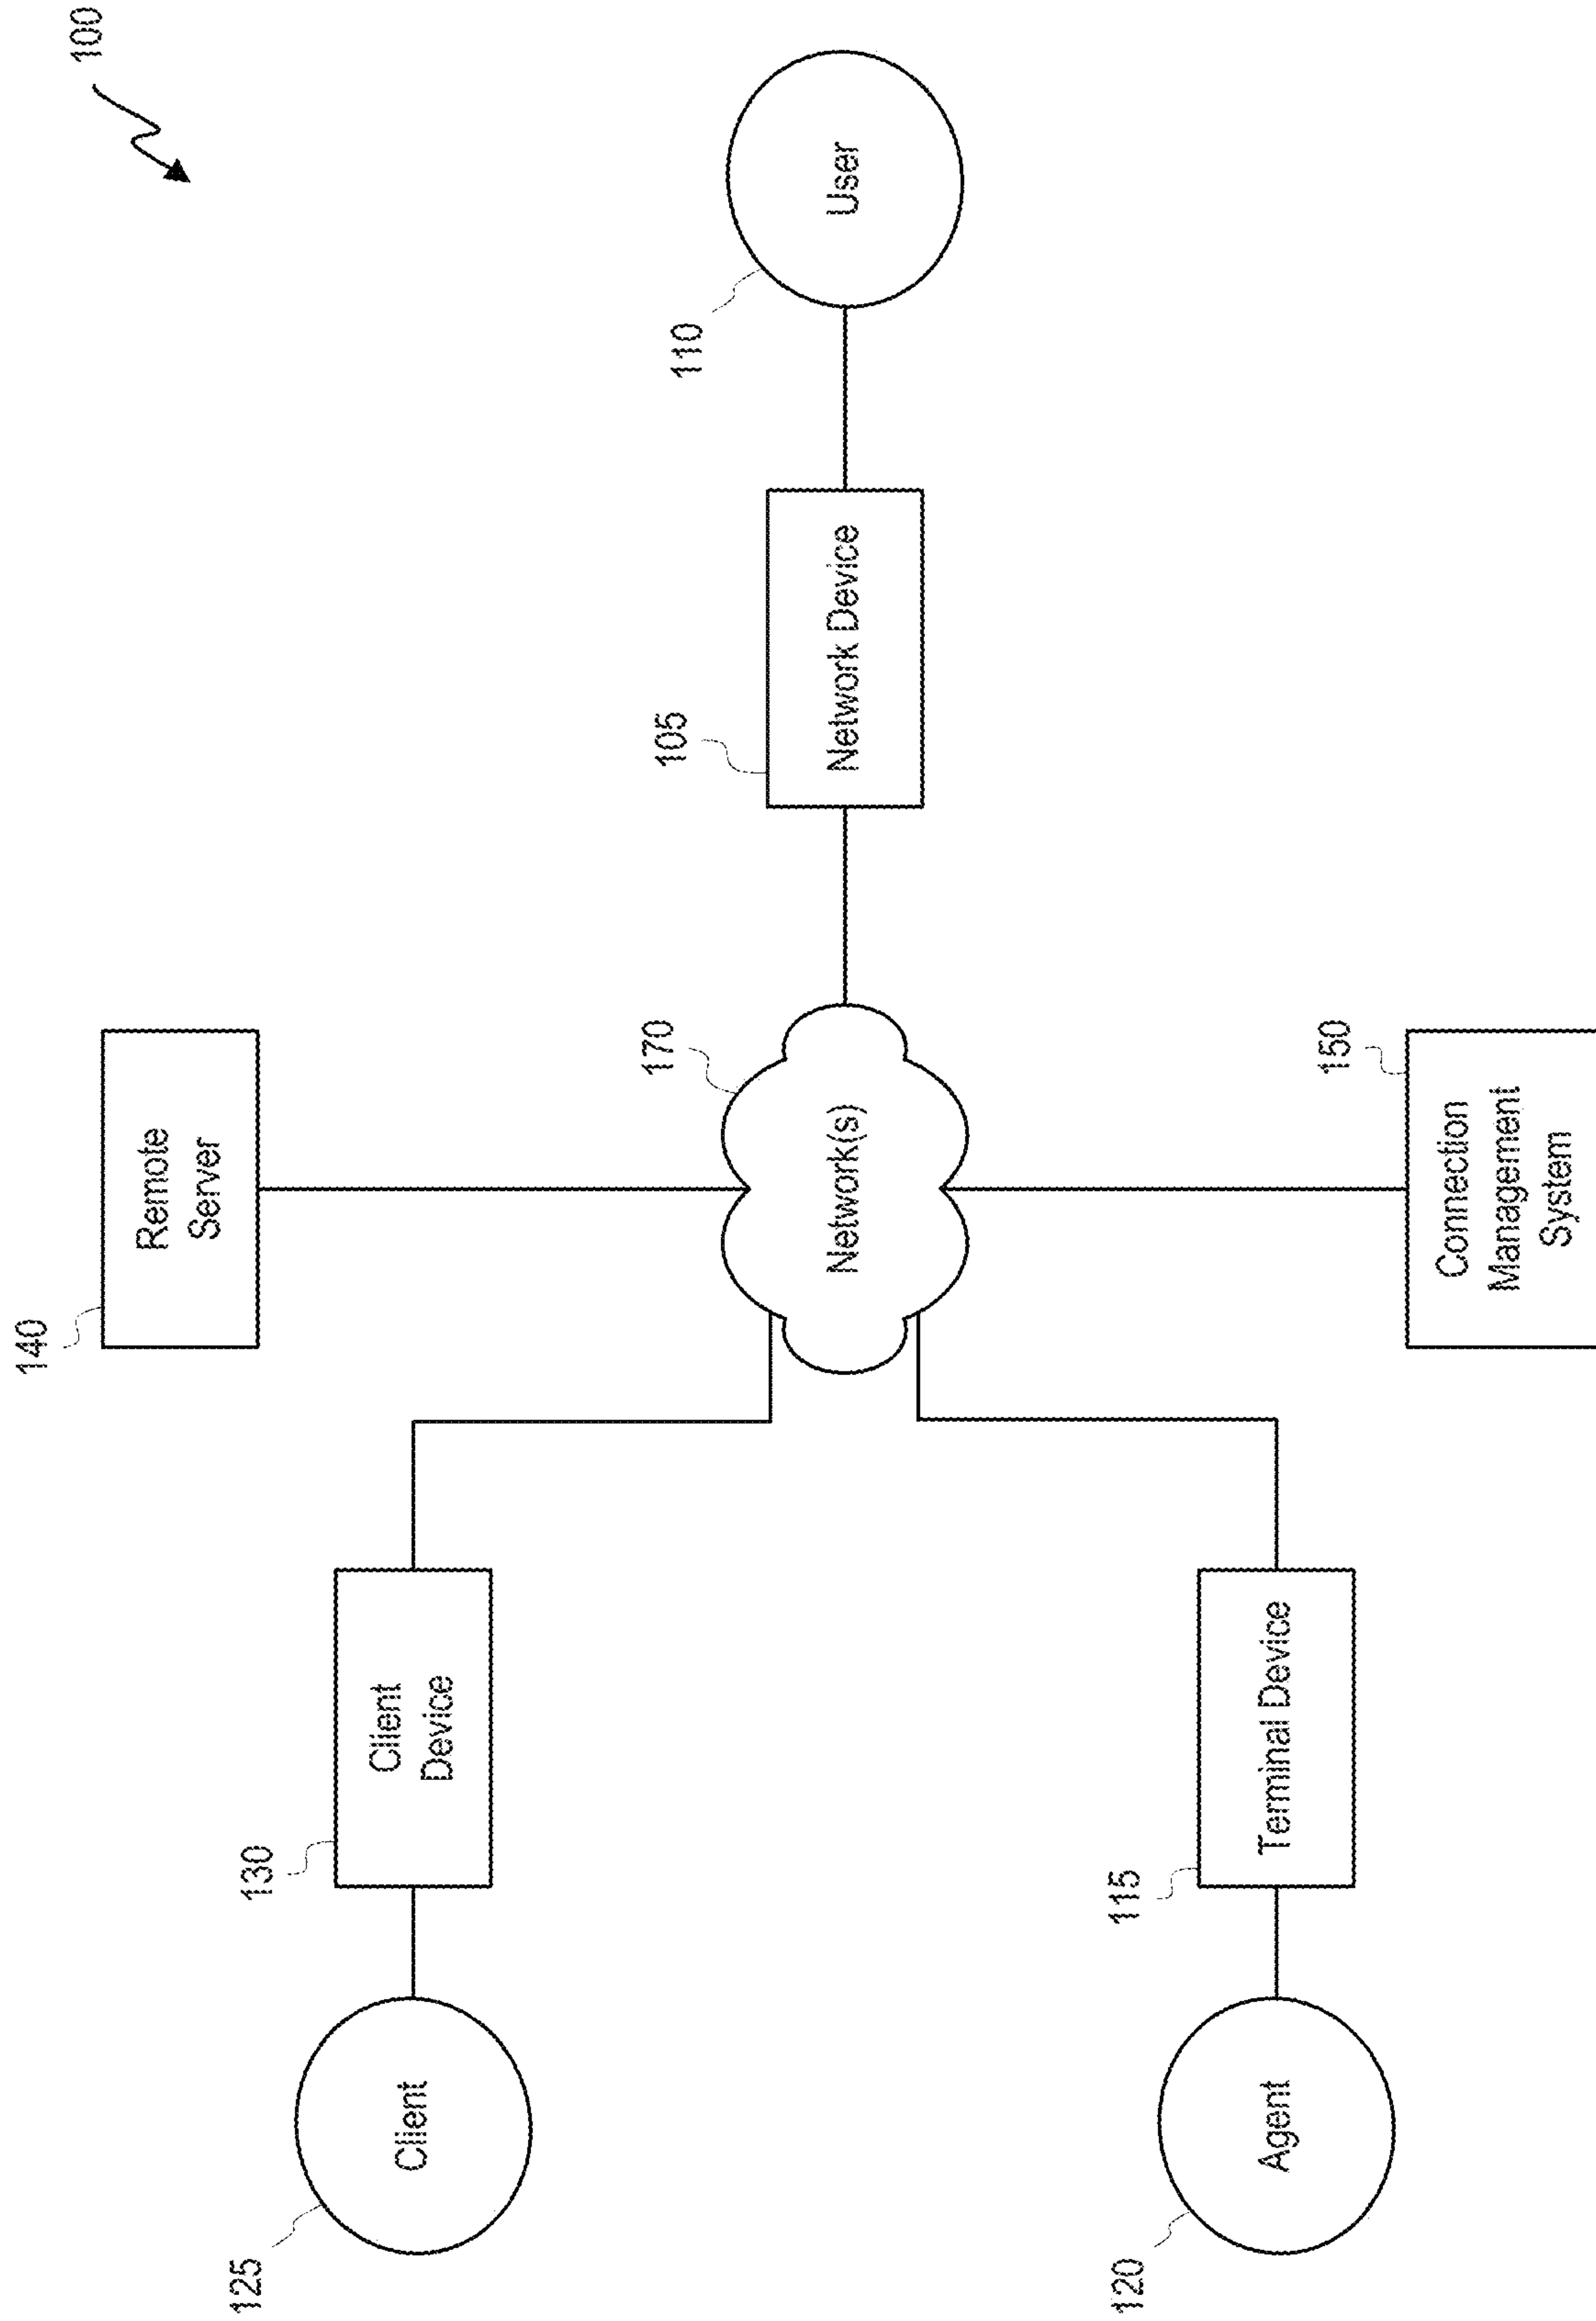 100
140
Remote
Server
125
Client
130
Client
Device
170
Network(s)
105
Network Device
110
User
120
Agent
115
Terminal Device
150
Connection
Management
System